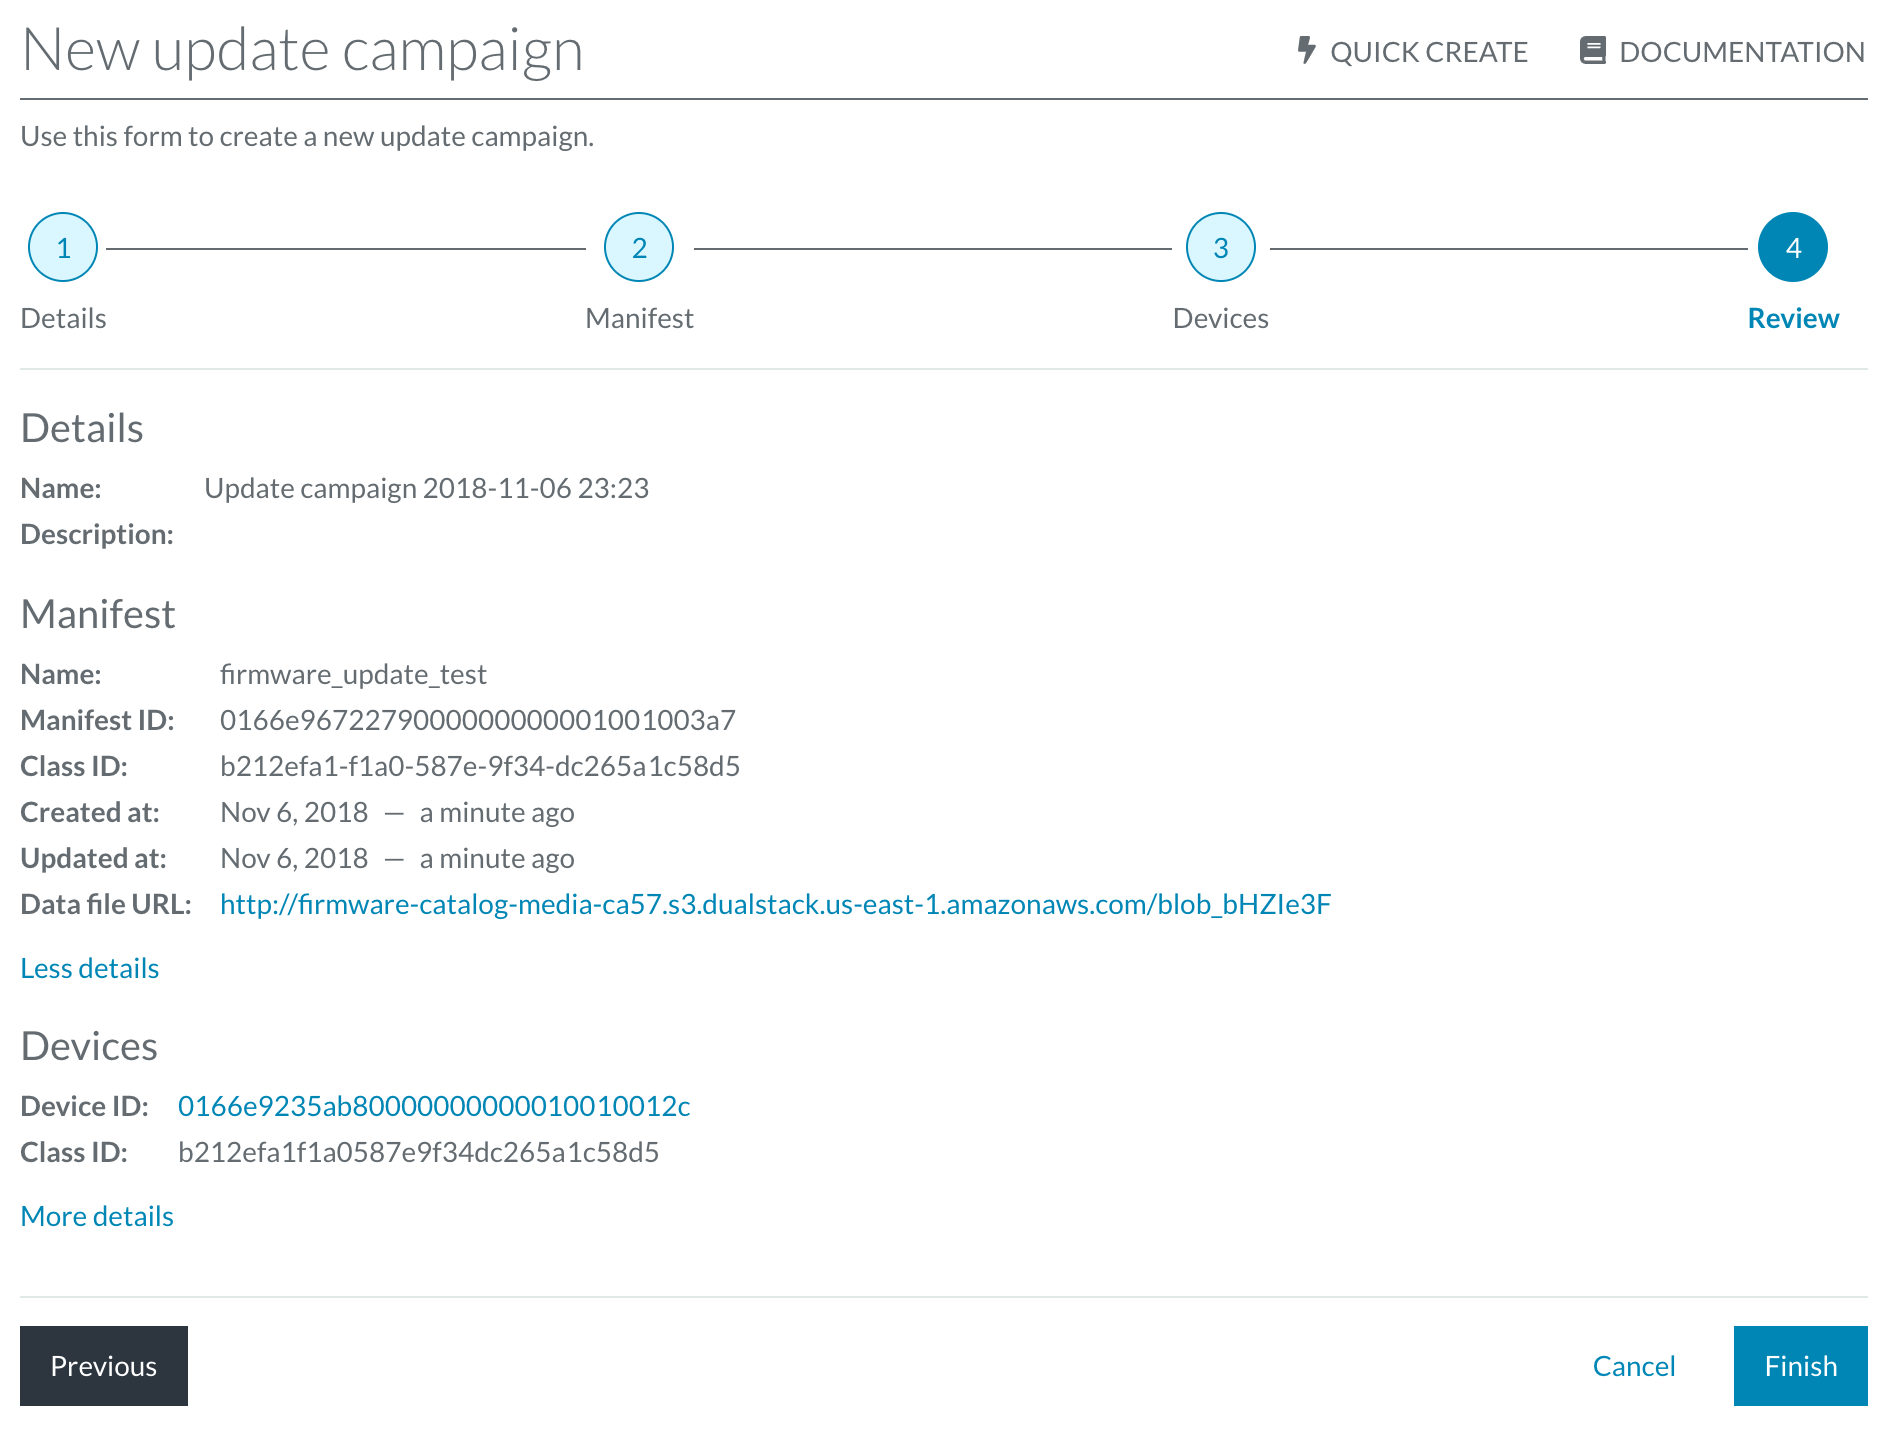 New update campaign
QUICK CREATE
DOCUMENTATION
Use this form to create a new update campaign.
1
2
3
4
Details
Manifest
Devices
Review
Details
Name: Update campaign 2018-11-06 23:23
Description:
Manifest
Name: firmware_update_test
Manifest ID: 0166e9672279000000000001001003a7
Class ID: b212efa1-f1a0-587e-9f34-dc265a1c58d5
Created at: Nov 6, 2018 — a minute ago
Updated at: Nov 6, 2018 — a minute ago
Data file URL: http://firmware-catalog-media-ca57.s3.dualstack.us-east-1.amazonaws.com/blob_bHZIe3F
Less details
Devices
Device ID: 0166e9235ab80000000000010010012c
Class ID: b212efa1f1a0587e9f34dc265a1c58d5
More details
Previous
Cancel
Finish